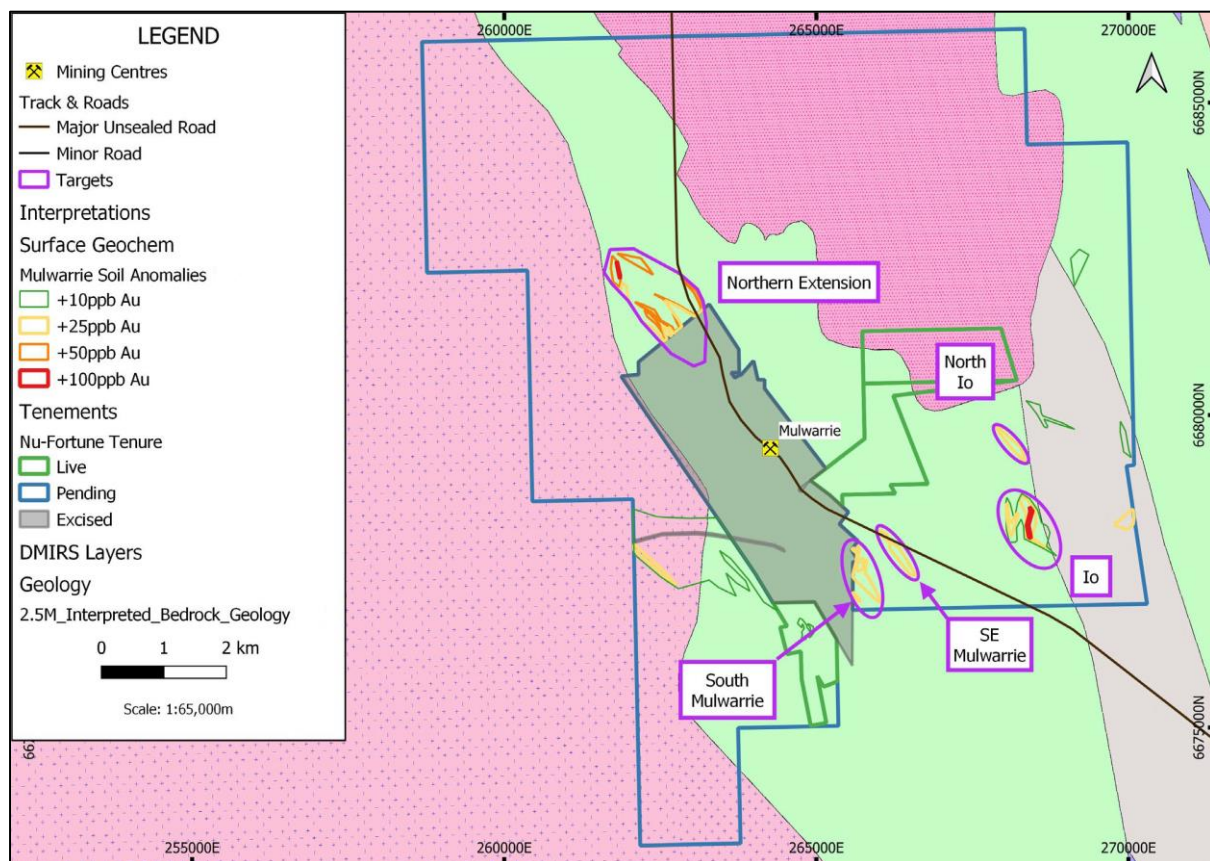 LEGEND
Mining Centres
Track & Roads
Major Unsealed Road
Minor Road
Targets
Interpretations
Surface Geochem
Mulwarrie Soil Anomalies
+10ppb Au
+25ppb Au
+50ppb Au
+100ppb Au
Tenements
Nu-Fortune Tenure
Live
Pending
Excised
DMIRS Layers
Geology
2.5M_Interpreted_Bedrock_Geology
0 1 2 km
Scale: 1:65,000m
260000E
265000E
270000E
6685000N
6680000N
6675000N
Northern Extension
North
Io
Mulwarrie
Io
SE
Mulwarrie
South
Mulwarrie
255000E
260000E
265000E
270000E